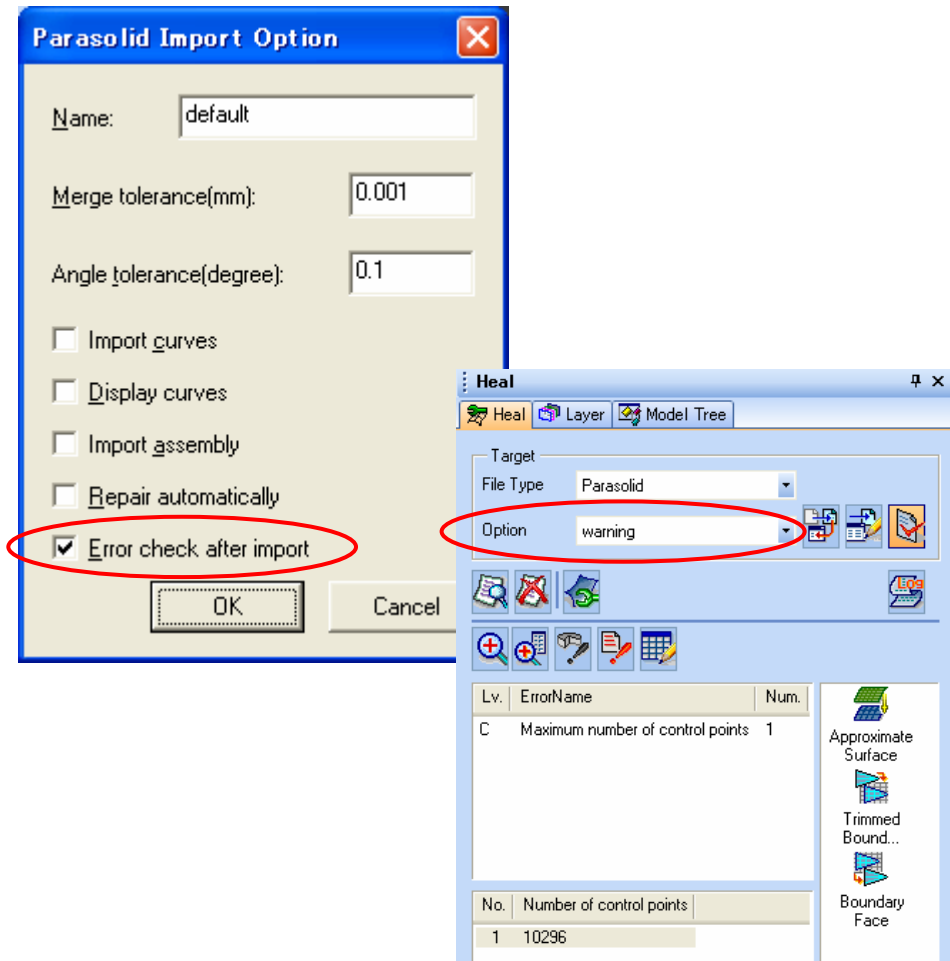 Parasolid Import Option
Name: default
Merge tolerance(mm): 0.001
Angle tolerance(degree): 0.1
Import curves
Display curves
Import assembly
Repair automatically
Error check after import
OK Cancel
Heal
Heal Layer Model Tree
Target
File Type Parasolid
Option warning
LOG
Lv. ErrorName Num.
C Maximum number of control points 1
Approximate
Surface
Trimmed
Bound...
Boundary
Face
No. Number of control points
1 10296